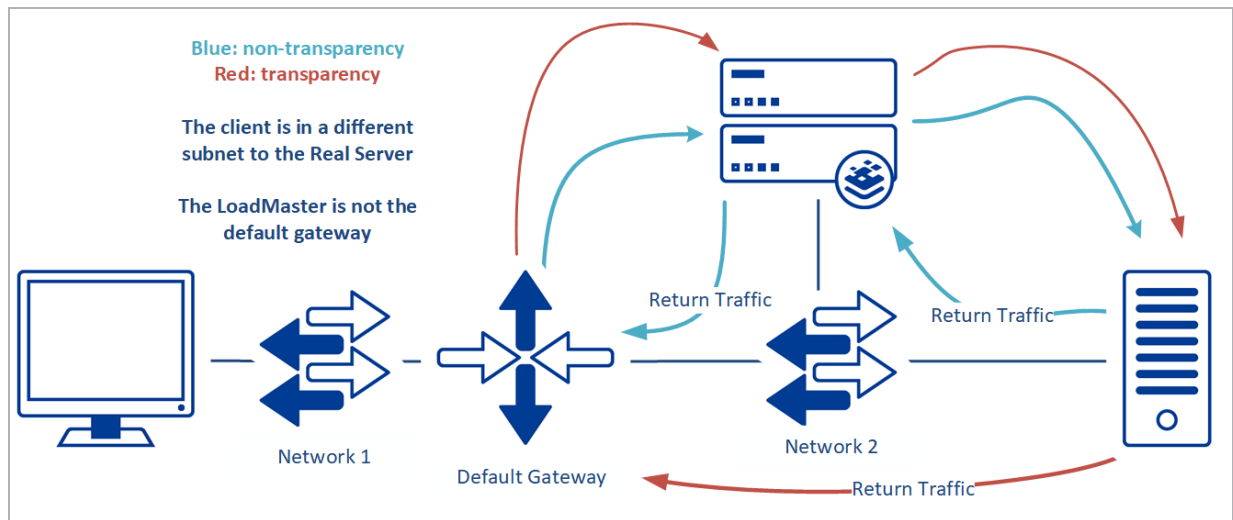 Blue: non-transparency
Red: transparency
The client is in a different
subnet to the Real Server
The LoadMaster is not the
default gateway
Return Traffic
Return Traffic
Network 1
Network 2
Default Gateway
Return Traffic